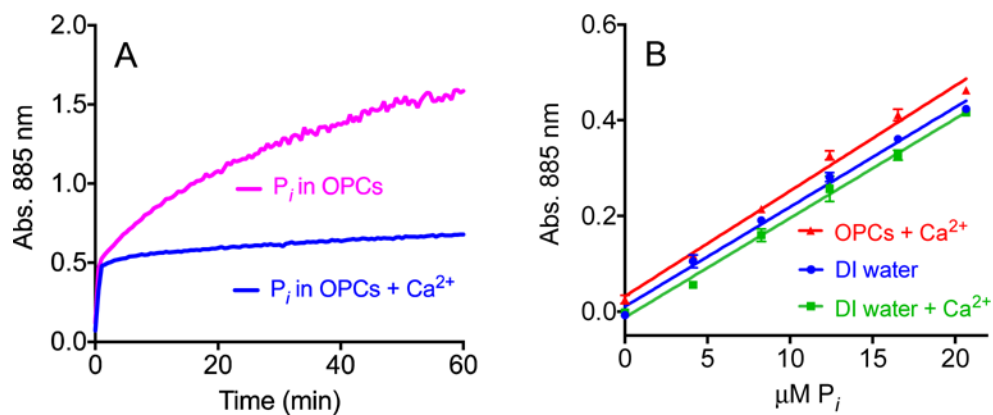 A
Abs. 885 nm
2.0
1.5
1.0
0.5
0.0
P𝑖 in OPCs
P𝑖 in OPCs + Ca²⁺
0 20 40 60
Time (min)
B
Abs. 885 nm
0.6
0.4
0.2
0.0
OPCs + Ca²⁺
DI water
DI water + Ca²⁺
0 5 10 15 20
μM P𝑖